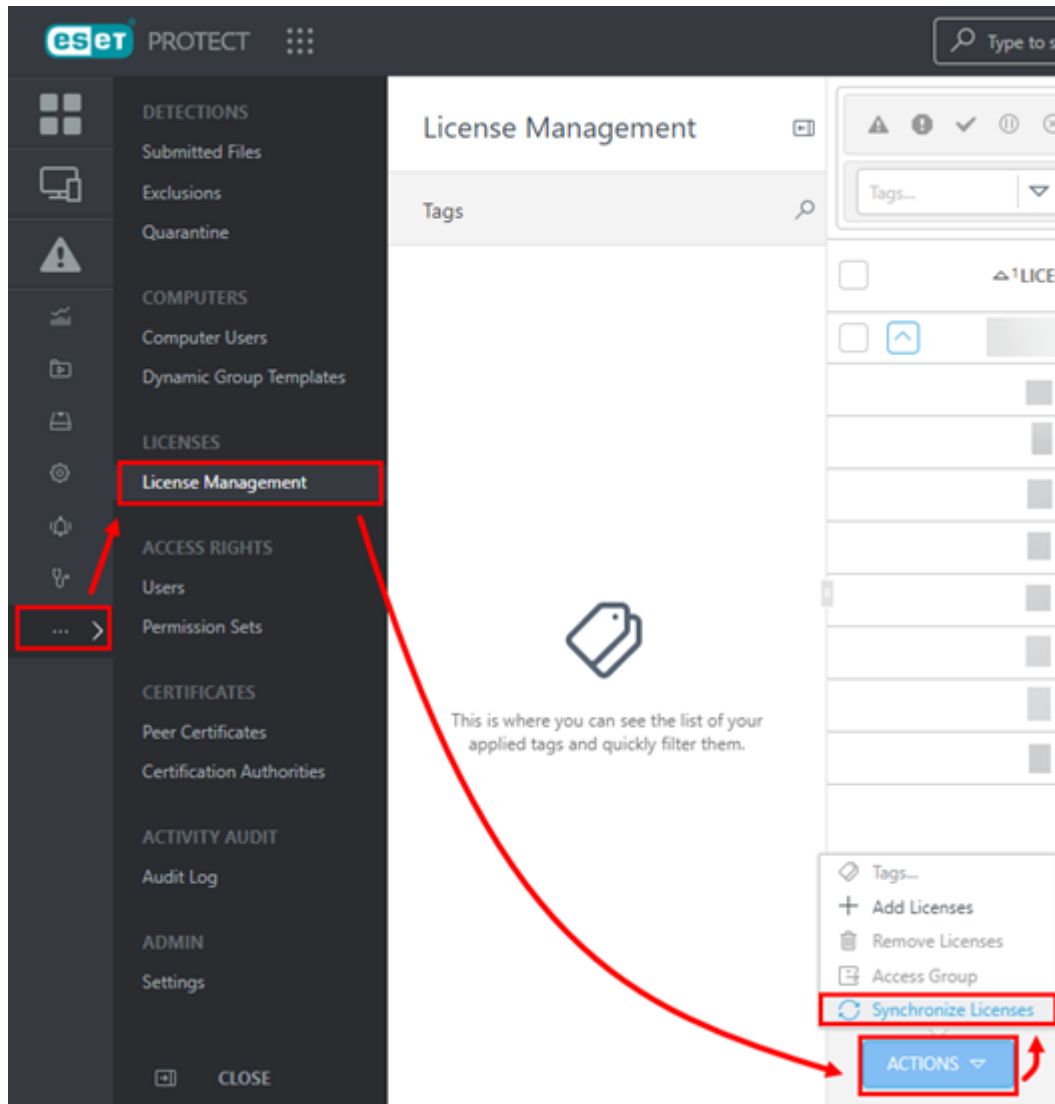 eset PROTECT
Type to s
DETECTIONS
Submitted Files
Exclusions
Quarantine
COMPUTERS
Computer Users
Dynamic Group Templates
LICENSES
License Management
ACCESS RIGHTS
Users
Permission Sets
CERTIFICATES
Peer Certificates
Certification Authorities
ACTIVITY AUDIT
Audit Log
ADMIN
Settings
CLOSE
License Management
Tags
This is where you can see the list of your
applied tags and quickly filter them.
Tags...
1 LICE
Tags...
Add Licenses
Remove Licenses
Access Group
Synchronize Licenses
ACTIONS